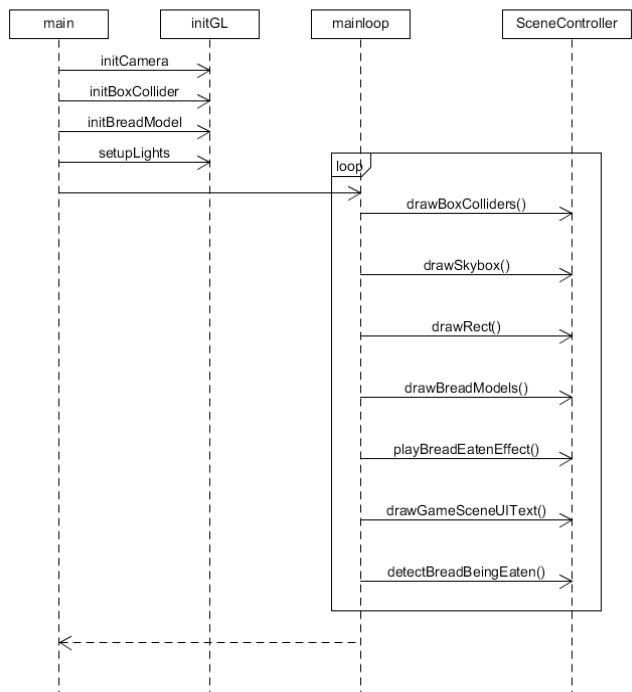 main
initGL
mainloop
SceneController
initCamera
initBoxCollider
initBreadModel
setupLights
loop
drawBoxColliders()
drawSkybox()
drawRect()
drawBreadModels()
playBreadEatenEffect()
drawGameSceneUIText()
detectBreadBeingEaten()